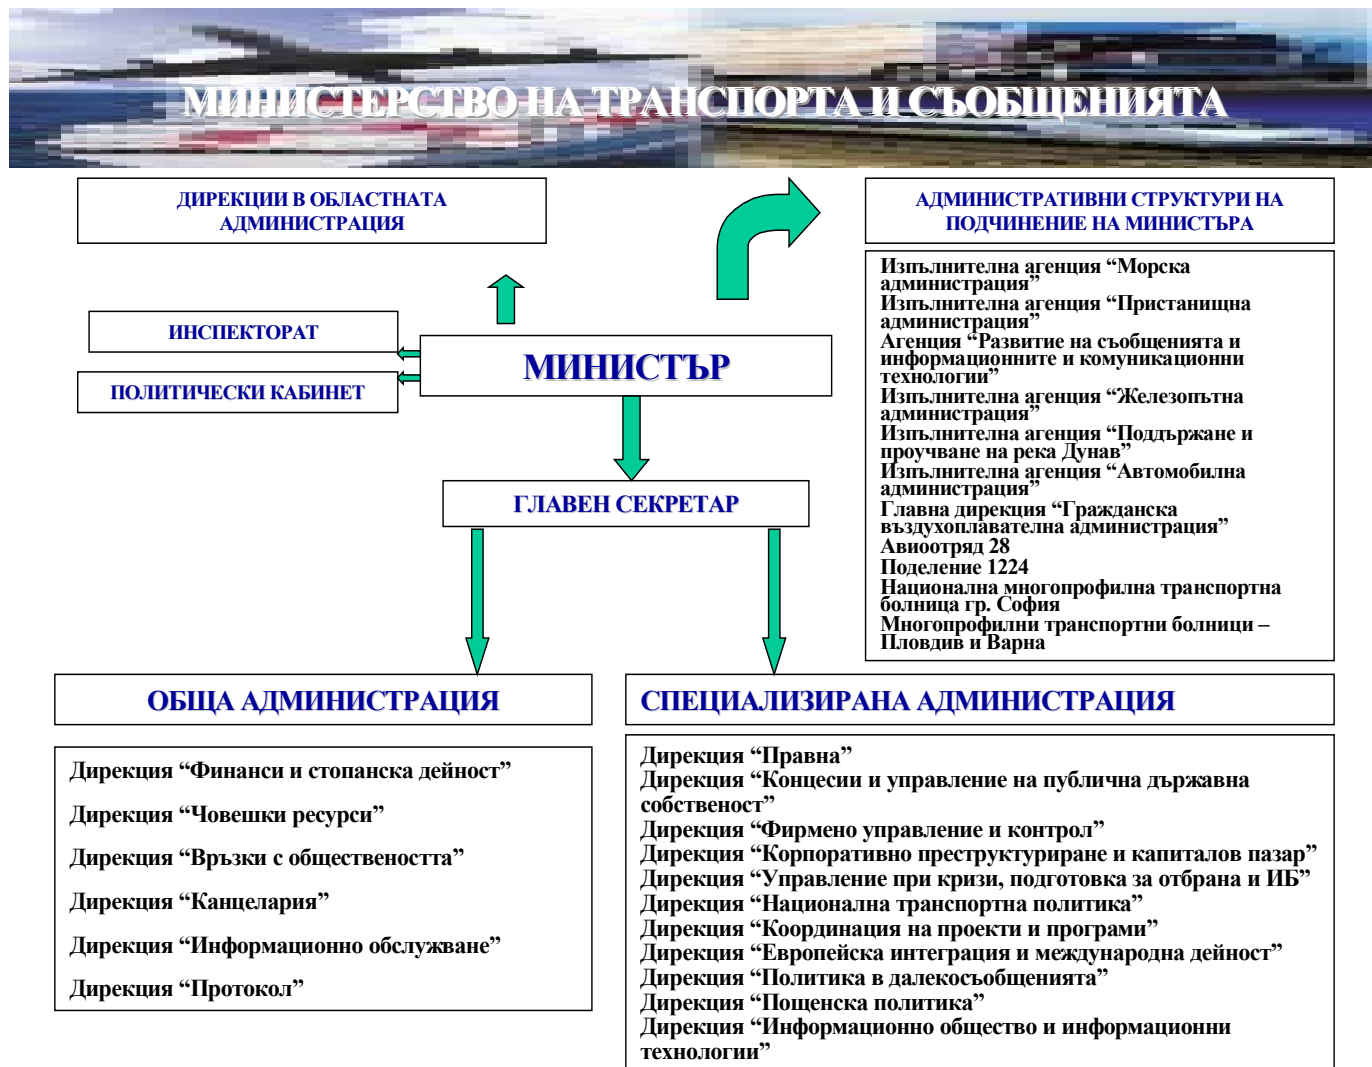 МИНИСТЕРСТВО НА ТРАНСПОРТА И СЪОБЩЕНИЯТА
ДИРЕКЦИИ В ОБЛАСТНАТА
АДМИНИСТРАЦИЯ
АДМИНИСТРАТИВНИ СТРУКТУРИ НА
ПОДЧИНЕНИЕ НА МИНИСТЪРА
Изпълнителна агенция “Морска
администрация”
Изпълнителна агенция “Пристанищна
администрация”
Агенция “Развитие на съобщенията и
информационните и комуникационни
технологии”
Изпълнителна агенция “Железопътна
администрация”
Изпълнителна агенция “Поддържане и
проучване на река Дунав”
Изпълнителна агенция “Автомобилна
администрация”
Главна дирекция “Гражданска
въздухоплавателна администрация”
Авиоотряд 28
Поделение 1224
Национална многопрофилна транспортна
болница гр. София
Многопрофилни транспортни болници –
Пловдив и Варна
ИНСПЕКТОРАТ
ПОЛИТИЧЕСКИ КАБИНЕТ
МИНИСТЪР
ГЛАВЕН СЕКРЕТАР
ОБЩА АДМИНИСТРАЦИЯ
Дирекция “Финанси и стопанска дейност”
Дирекция “Човешки ресурси”
Дирекция “Връзки с обществеността”
Дирекция “Канцелария”
Дирекция “Информационно обслужване”
Дирекция “Протокол”
СПЕЦИАЛИЗИРАНА АДМИНИСТРАЦИЯ
Дирекция “Правна”
Дирекция “Концесии и управление на публична държавна
собственост”
Дирекция “Фирмено управление и контрол”
Дирекция “Корпоративно преструктуриране и капиталов пазар”
Дирекция “Управление при кризи, подготовка за отбрана и ИБ”
Дирекция “Национална транспортна политика”
Дирекция “Координация на проекти и програми”
Дирекция “Европейска интеграция и международна дейност”
Дирекция “Политика в далекосъобщенията”
Дирекция “Пощенска политика”
Дирекция “Информационно общество и информационни
технологии”